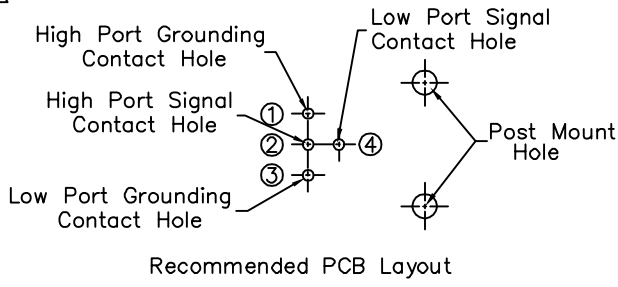 High Port Grounding
Contact Hole
Low Port Signal
Contact Hole
High Port Signal
Contact Hole
①
②
③
④
Post Mount
Hole
Low Port Grounding
Contact Hole
Recommended PCB Layout